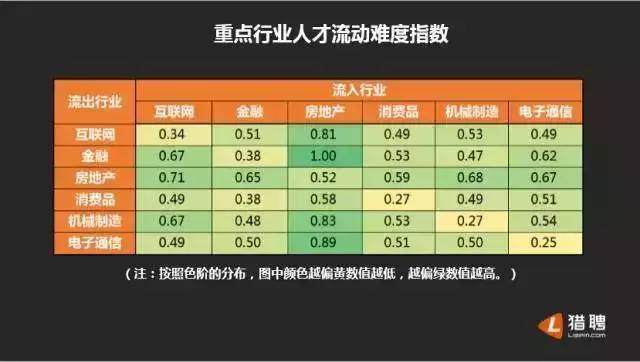 重点行业人才流动难度指数
流出行业 流入行业
互联网 金融 房地产 消费品 机械制造 电子通信
互联网 0.34 0.51 0.81 0.49 0.53 0.49
金融 0.67 0.38 1.00 0.53 0.47 0.62
房地产 0.71 0.65 0.52 0.59 0.68 0.67
消费品 0.49 0.38 0.58 0.27 0.49 0.51
机械制造 0.67 0.48 0.83 0.53 0.27 0.54
电子通信 0.49 0.50 0.89 0.51 0.50 0.25
（注：按照色阶的分布，图中颜色越偏黄数值越低，越偏绿数值越高。）
猎聘
Liepin.com